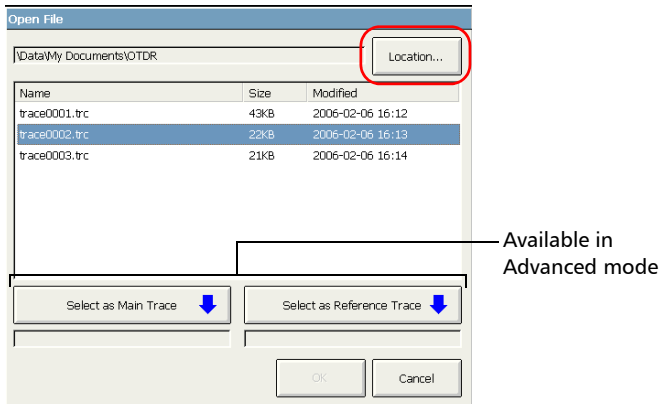 Open File
\Data\My Documents\OTDR
Location...
Name Size Modified
trace0001.trc 43KB 2006-02-06 16:12
trace0002.trc 22KB 2006-02-06 16:13
trace0003.trc 21KB 2006-02-06 16:14
Available in
Advanced mode
Select as Main Trace
Select as Reference Trace
OK
Cancel